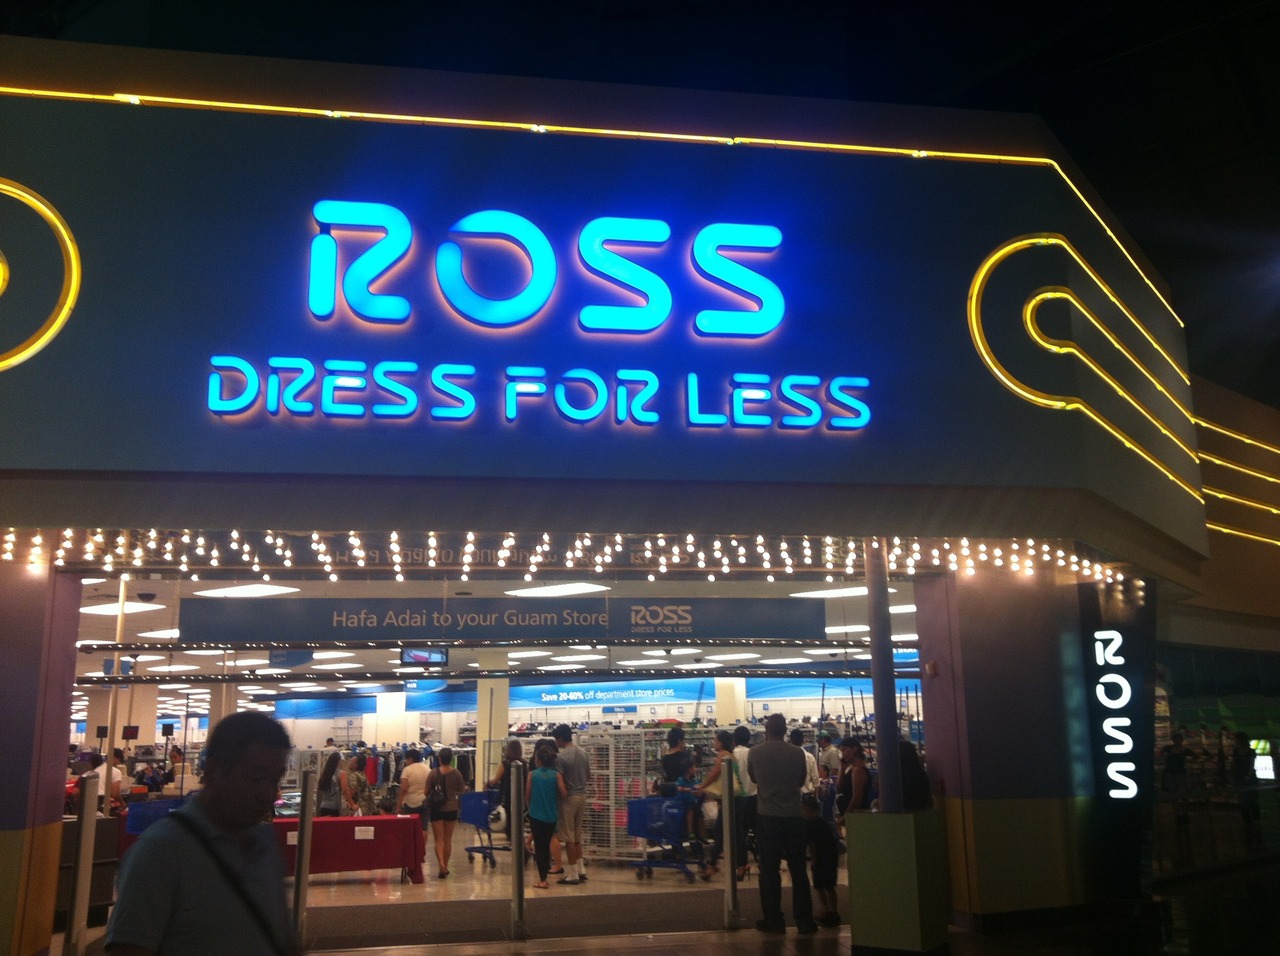 ROSS
DRESS FOR LESS
Hafa Adai to your Guam Store
ROSS
DRESS FOR LESS
Save 20-60% off department store prices
ROSS